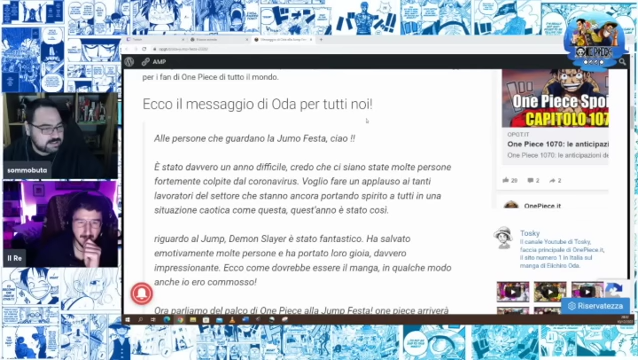 AMP
per i fan di One Piece di tutto il mondo.
Ecco il messaggio di Oda per tutti noi!
Alle persone che guardano la Jump Festa, ciao !!
È stato davvero un anno difficile, credo che ci siano state molte persone
fortemente colpite dal coronavirus. Voglio fare un applauso ai tanti
lavoratori del settore che stanno ancora portando spirito a tutti in una
situazione caotica come questa, quest'anno è stato così.
riguardo al Jump, Demon Slayer è stato fantastico. Ha salvato
emotivamente molte persone e ha portato loro gioia, davvero
impressionante. Ecco come dovrebbe essere il manga, in qualche modo
anche io ero commosso!
Ora parliamo del palco di One Piece alla Jump Festa! one piece arriverà
sommobuta
Il Re
One Piece Spoi
CAPITOLO 107
OPGT.IT
One Piece 1070: le anticipazi
One Piece 1070: le anticipazioni de
OnePiece.it
Tosky
Il canale Youtube di Tosky,
faccia principale di OnePiece.it,
il sito numero 1 in Italia sul
manga di Eiichiro Oda.
Riservatezza